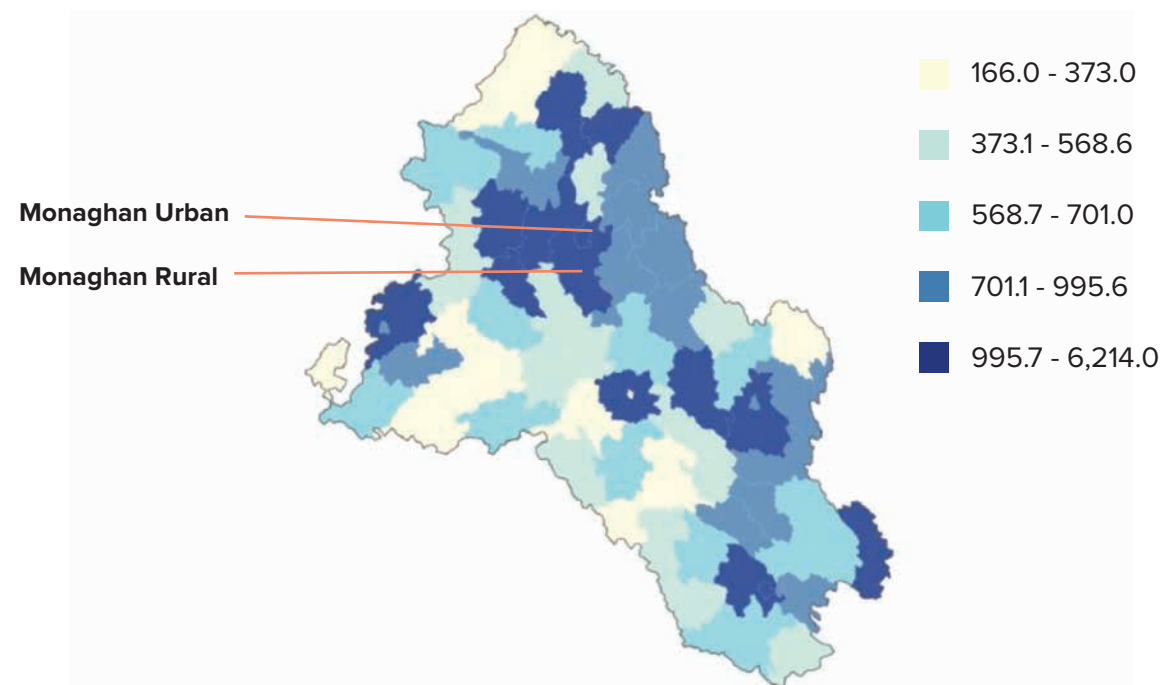 166.0 - 373.0
373.1 - 568.6
Monaghan Urban
568.7 - 701.0
Monaghan Rural
701.1 - 995.6
995.7 - 6,214.0